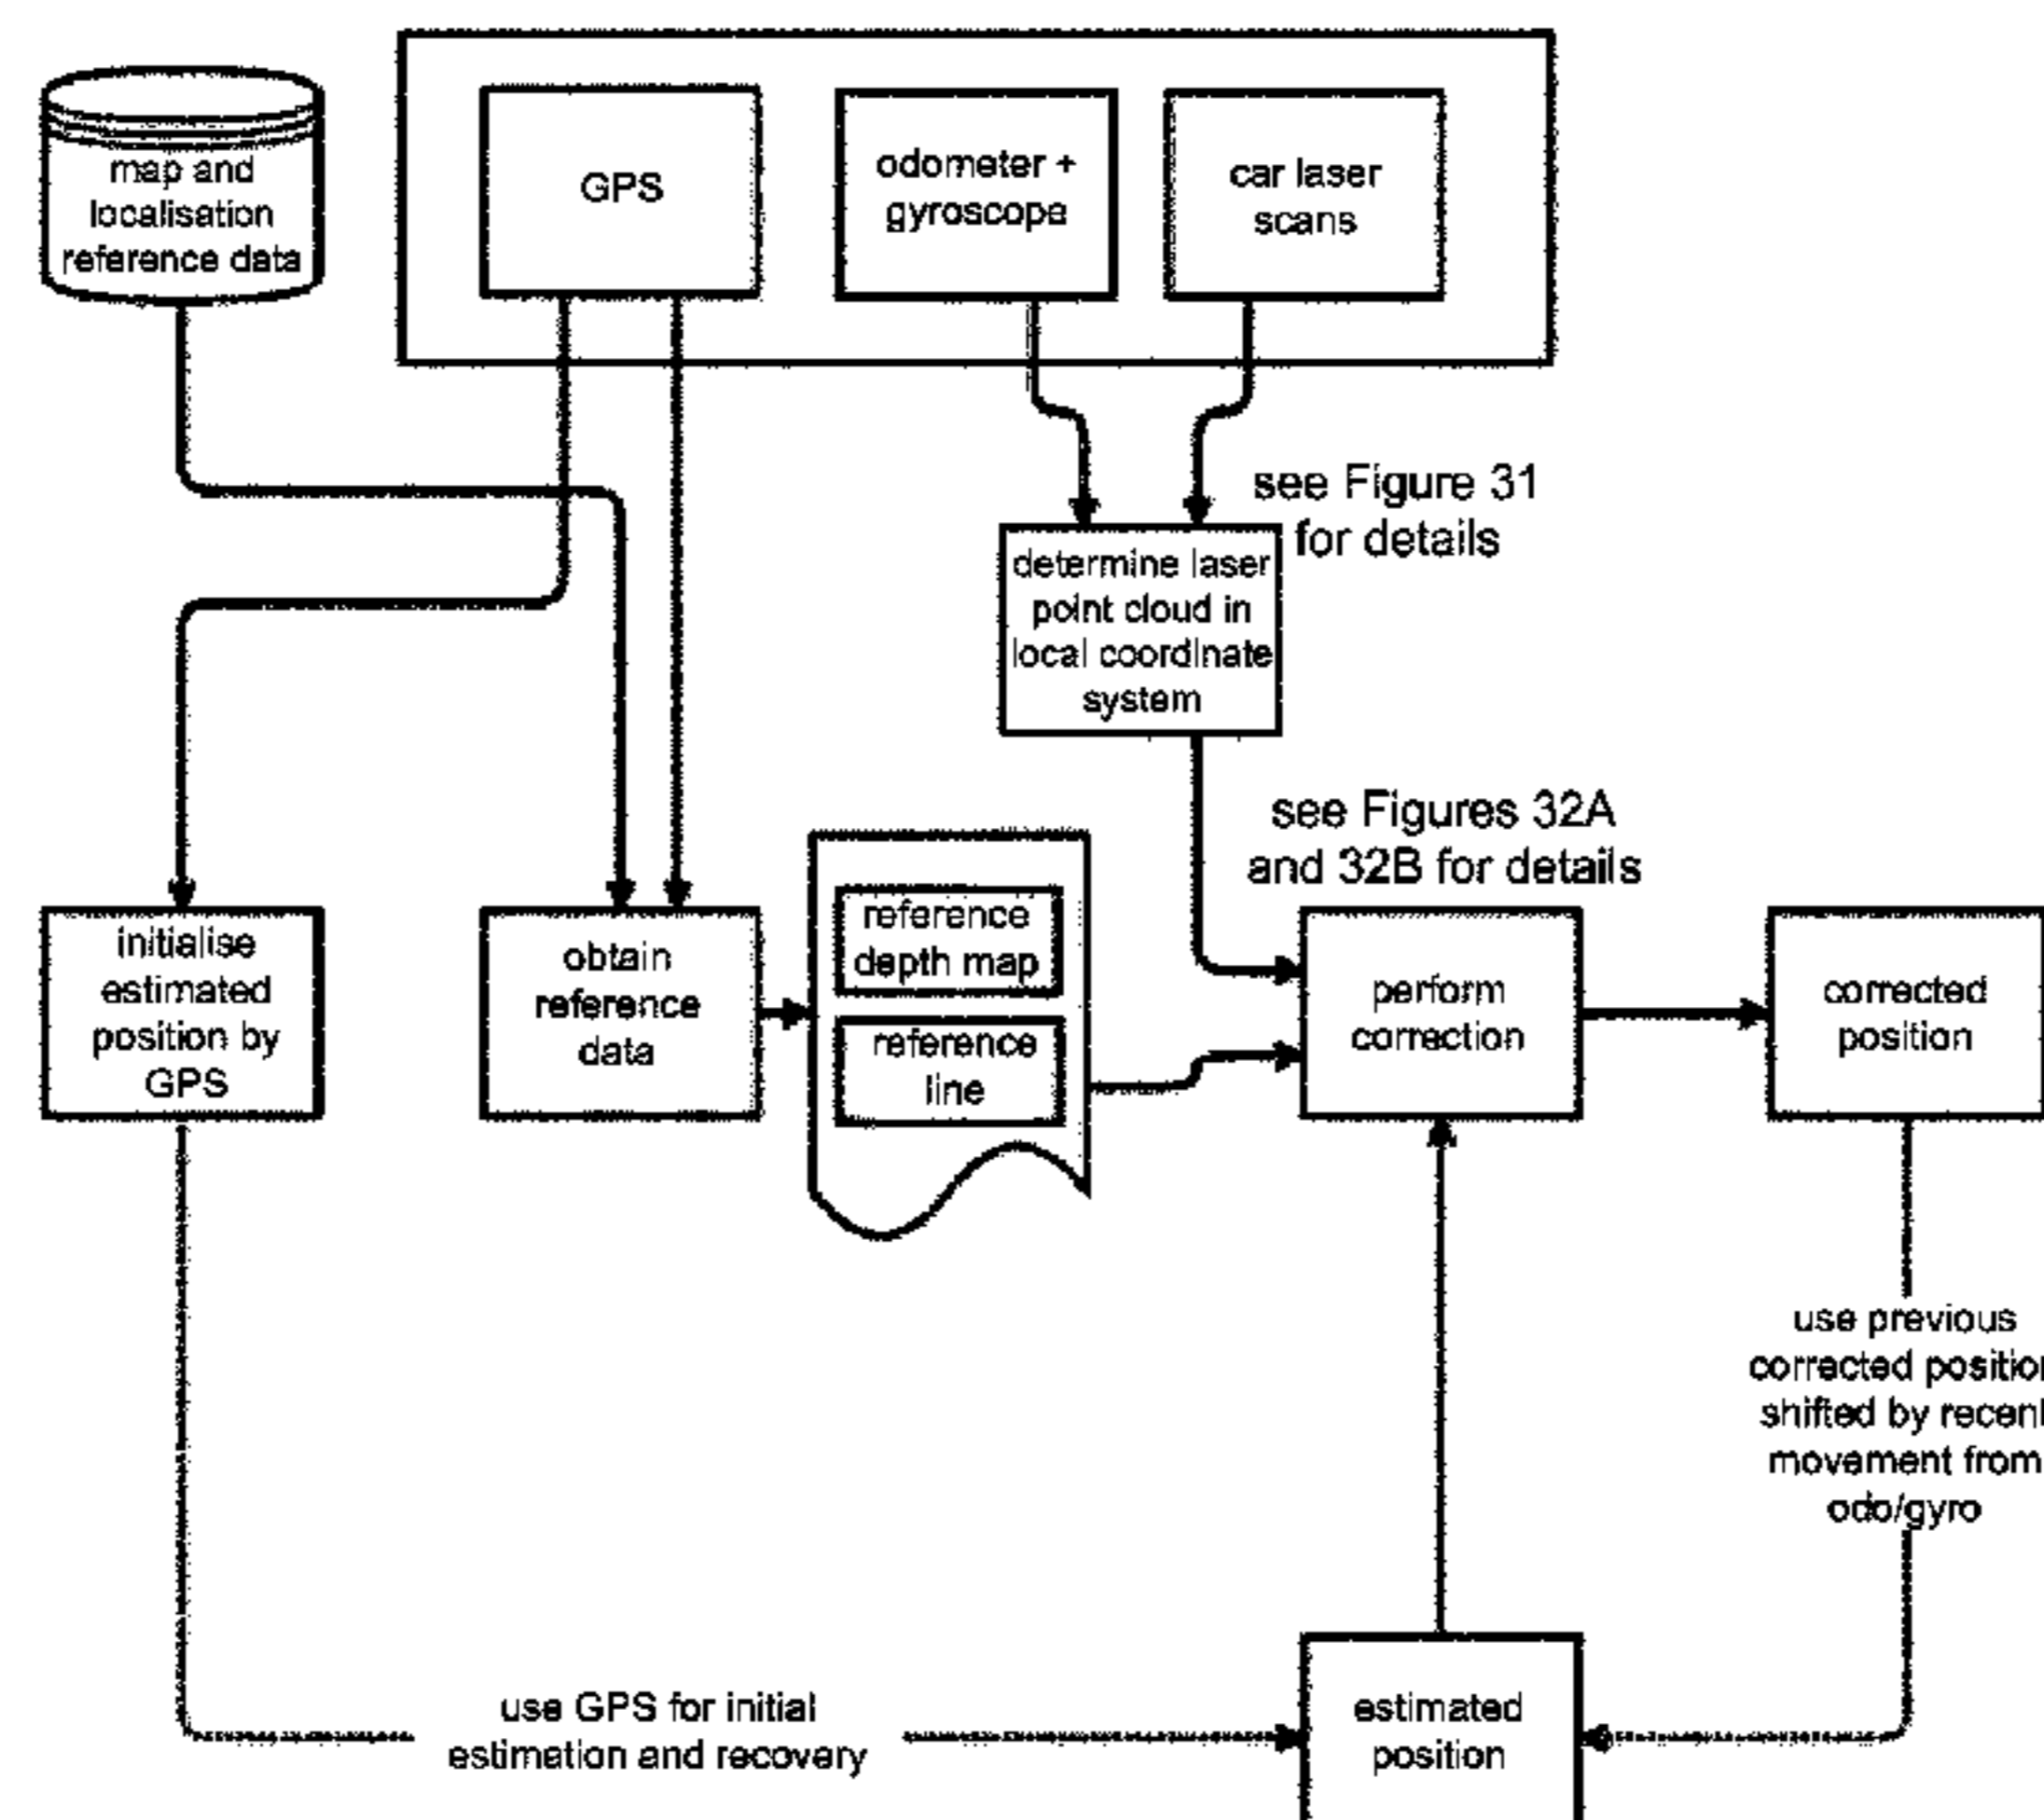 map and
localisation
reference data
GPS
odometer +
gyroscope
car laser
scans
see Figure 31
for details
determine laser
point cloud in
local coordinate
system
see Figures 32A
and 32B for details
initialise
estimated
position by
GPS
obtain
reference
data
reference
depth map
reference
line
perform
correction
corrected
position
use previous
corrected position
shifted by recent
movement from
odo/gyro
use GPS for initial
estimation and recovery
estimated
position